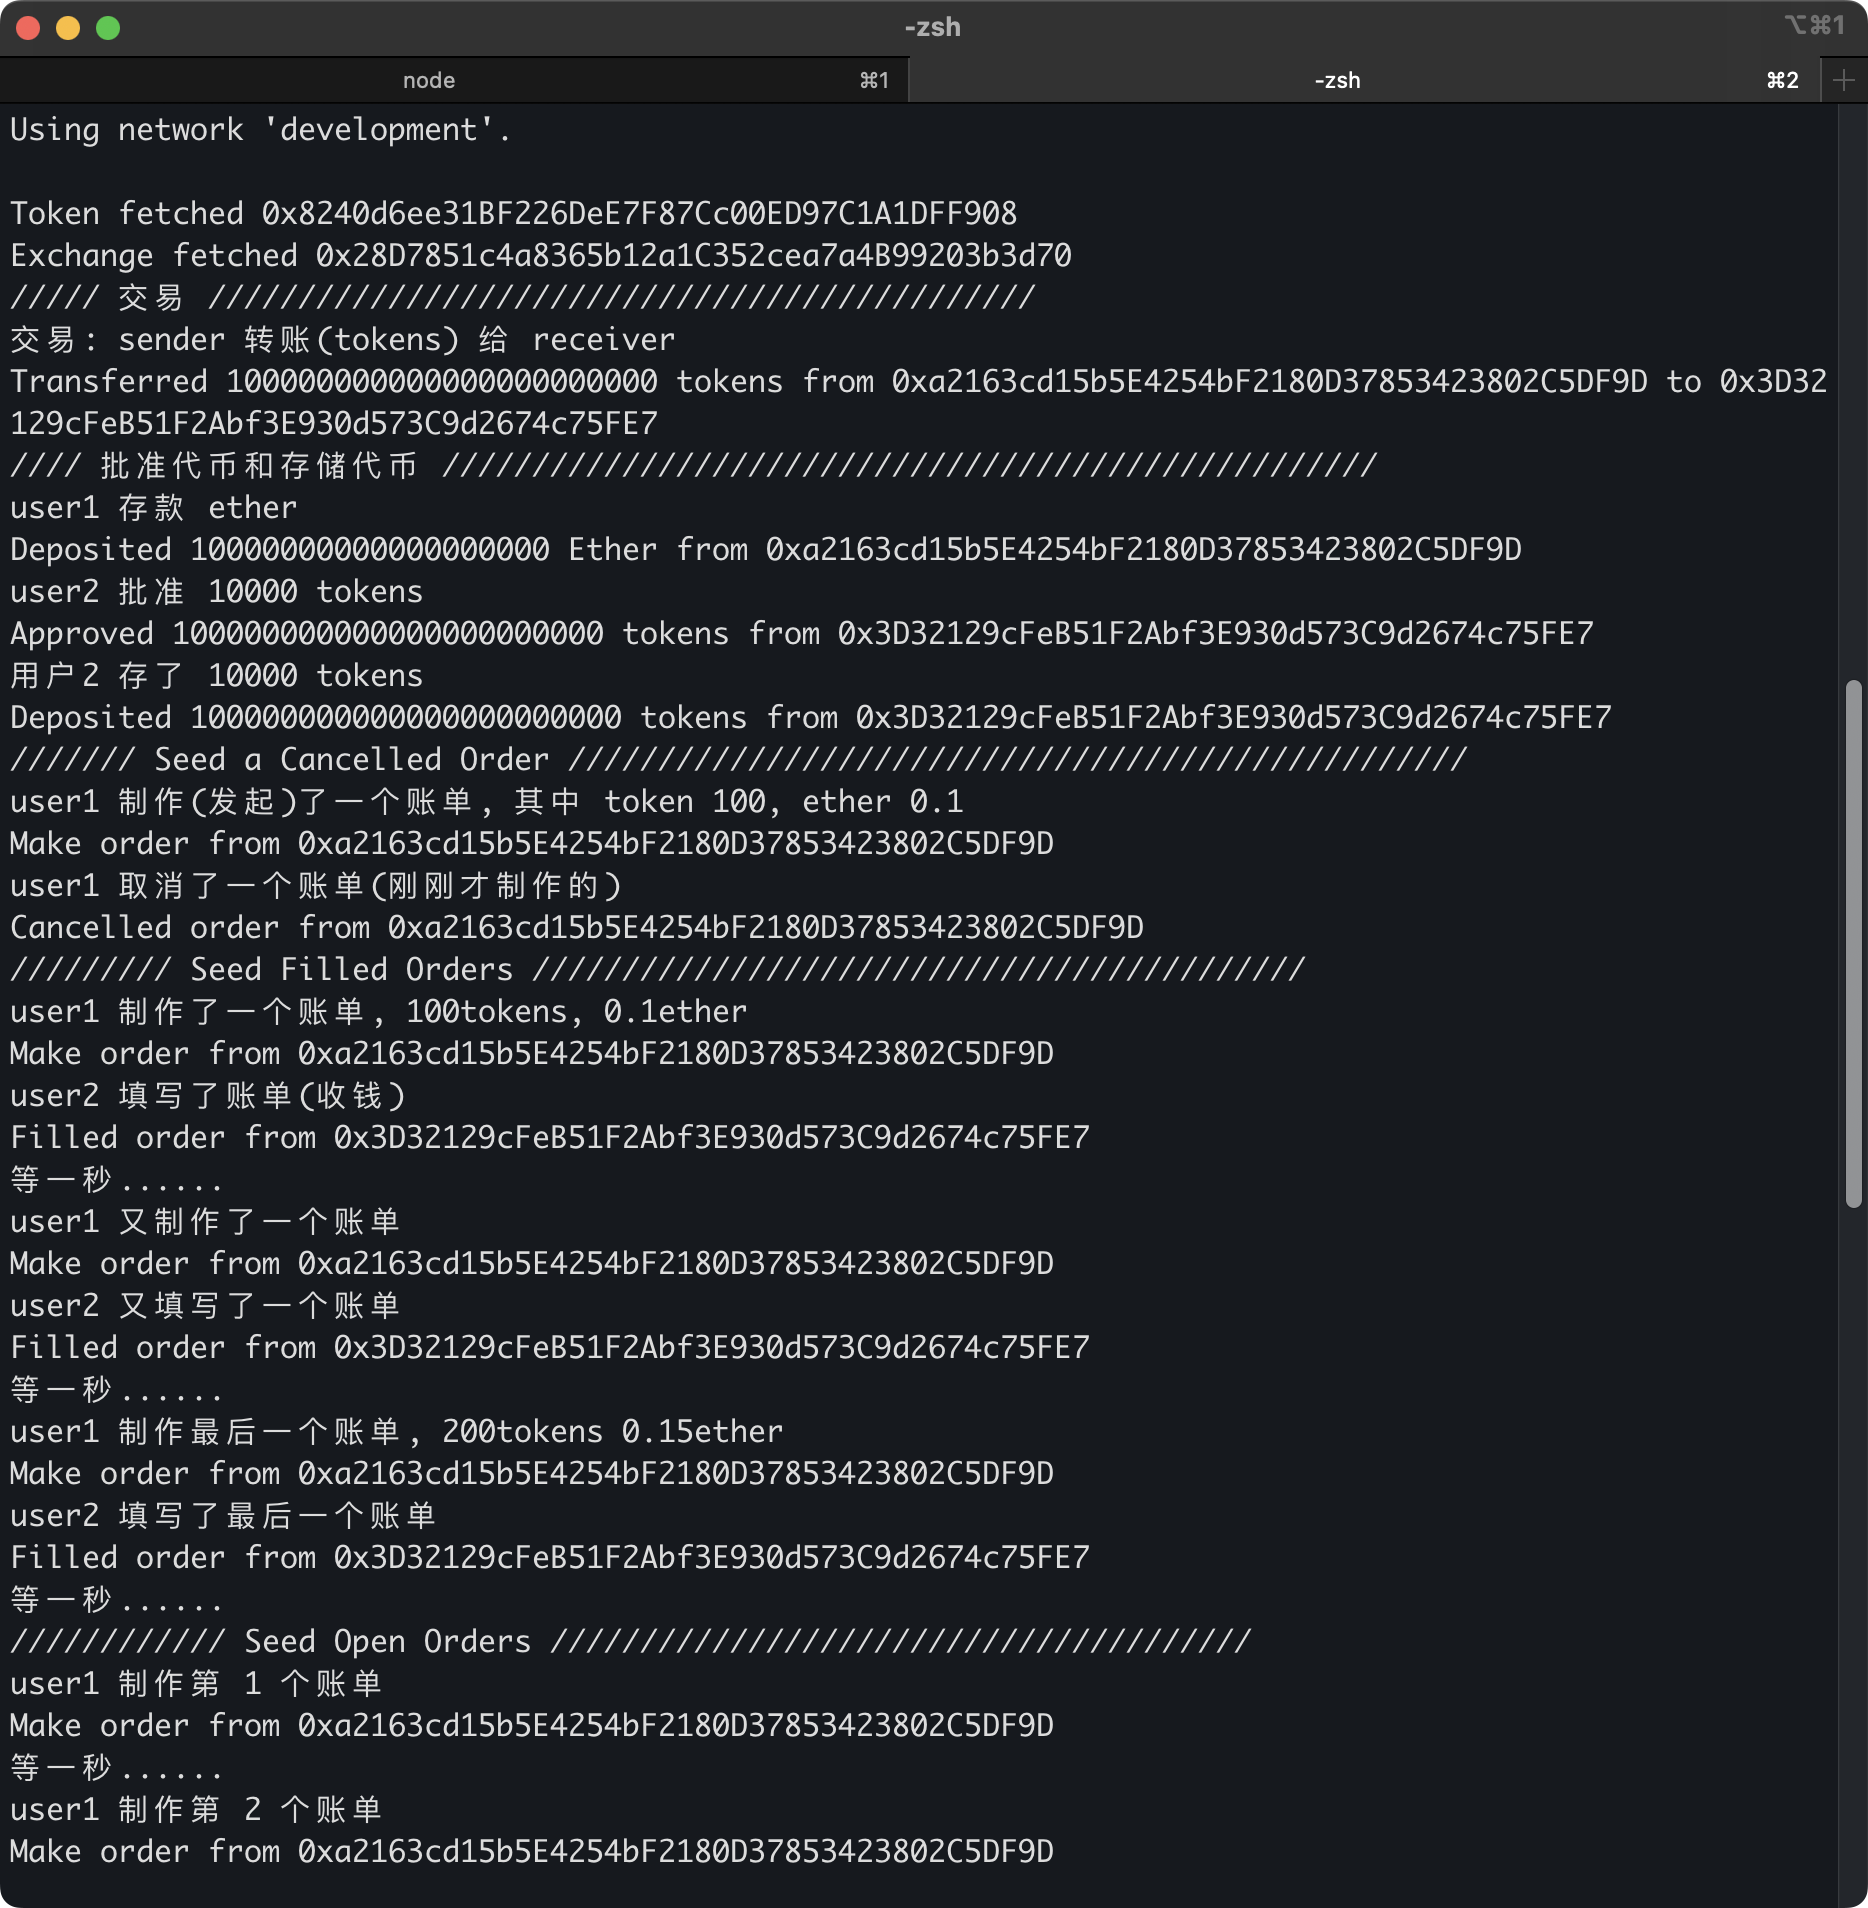 -zsh
⌥⌘1
node ⌘1
-zsh ⌘2
Using network 'development'.
Token fetched 0x8240d6ee31BF226DeE7F87Cc00ED97C1A1DFF908
Exchange fetched 0x28D7851c4a8365b12a1C352cea7a4B99203b3d70
///// 交易 //////////////////////////////////////////////
交易: sender 转账(tokens) 给 receiver
Transferred 100000000000000000000000 tokens from 0xa2163cd15b5E4254bF2180D37853423802C5DF9D to 0x3D32
129cFeB51F2Abf3E930d573C9d2674c75FE7
//// 批准代币和存储代币 ////////////////////////////////////////////////////
user1 存款 ether
Deposited 10000000000000000000 Ether from 0xa2163cd15b5E4254bF2180D37853423802C5DF9D
user2 批准 10000 tokens
Approved 100000000000000000000000 tokens from 0x3D32129cFeB51F2Abf3E930d573C9d2674c75FE7
用户2 存了 10000 tokens
Deposited 100000000000000000000000 tokens from 0x3D32129cFeB51F2Abf3E930d573C9d2674c75FE7
/////// Seed a Cancelled Order //////////////////////////////////////////////////
user1 制作(发起)了一个账单, 其中 token 100, ether 0.1
Make order from 0xa2163cd15b5E4254bF2180D37853423802C5DF9D
user1 取消了一个账单(刚刚才制作的)
Cancelled order from 0xa2163cd15b5E4254bF2180D37853423802C5DF9D
///////// Seed Filled Orders ///////////////////////////////////////////
user1 制作了一个账单, 100tokens, 0.1ether
Make order from 0xa2163cd15b5E4254bF2180D37853423802C5DF9D
user2 填写了账单(收钱)
Filled order from 0x3D32129cFeB51F2Abf3E930d573C9d2674c75FE7
等一秒......
user1 又制作了一个账单
Make order from 0xa2163cd15b5E4254bF2180D37853423802C5DF9D
user2 又填写了一个账单
Filled order from 0x3D32129cFeB51F2Abf3E930d573C9d2674c75FE7
等一秒......
user1 制作最后一个账单, 200tokens 0.15ether
Make order from 0xa2163cd15b5E4254bF2180D37853423802C5DF9D
user2 填写了最后一个账单
Filled order from 0x3D32129cFeB51F2Abf3E930d573C9d2674c75FE7
等一秒......
//////////// Seed Open Orders ///////////////////////////////////////
user1 制作第 1 个账单
Make order from 0xa2163cd15b5E4254bF2180D37853423802C5DF9D
等一秒......
user1 制作第 2 个账单
Make order from 0xa2163cd15b5E4254bF2180D37853423802C5DF9D